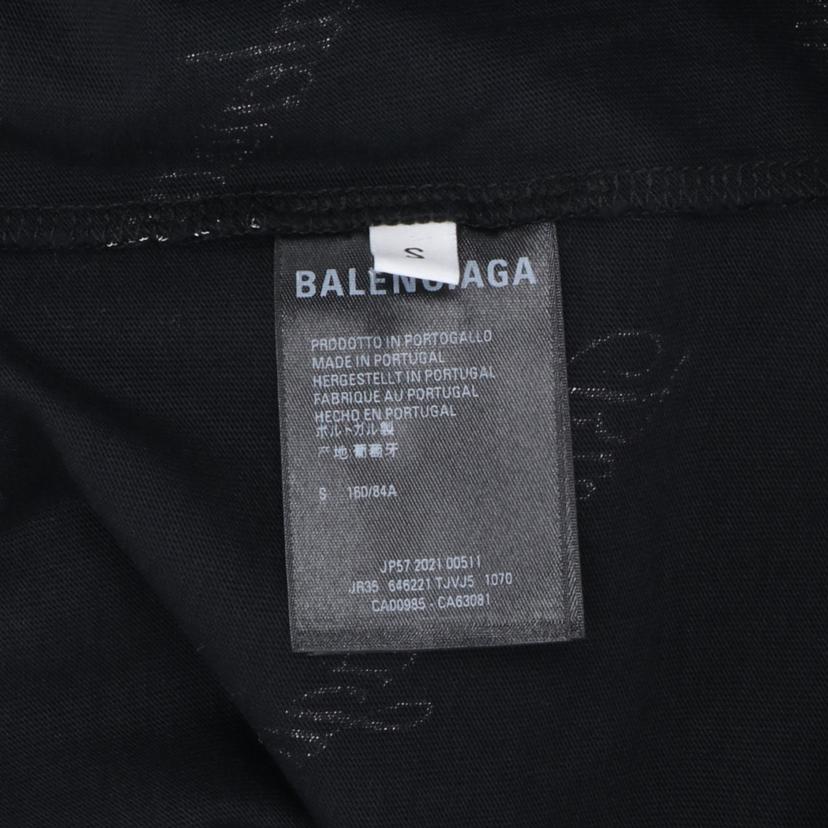 S
BALENCIAGA
PRODOTTO IN PORTOGALLO
MADE IN PORTUGAL
HERGESTELLT IN PORTUGAL
FABRIQUE AU PORTUGAL
HECHO EN PORTUGAL
ポルトガル製
产地 葡萄牙
S 160/84A
JP57 2021 00511
JR35 646221 TJVJ5 1070
CA00985 - CA63081